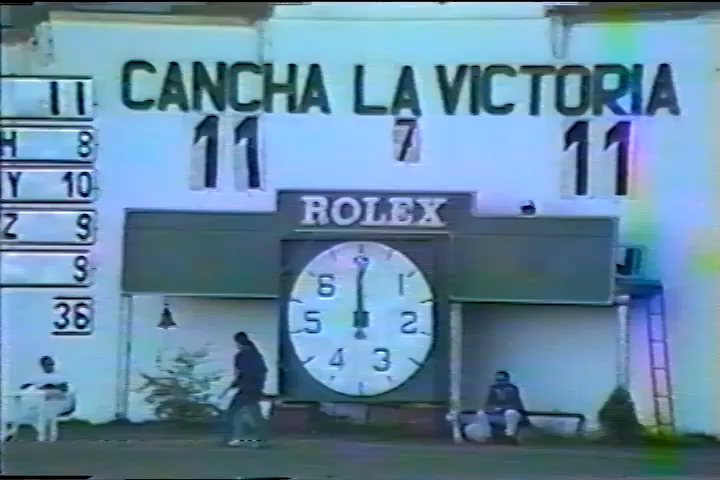 CANCHA LA VICTORIA
11 7 11
11
H 8
Y 10
Z 9
9
36
ROLEX
6 1
5 2
4 3